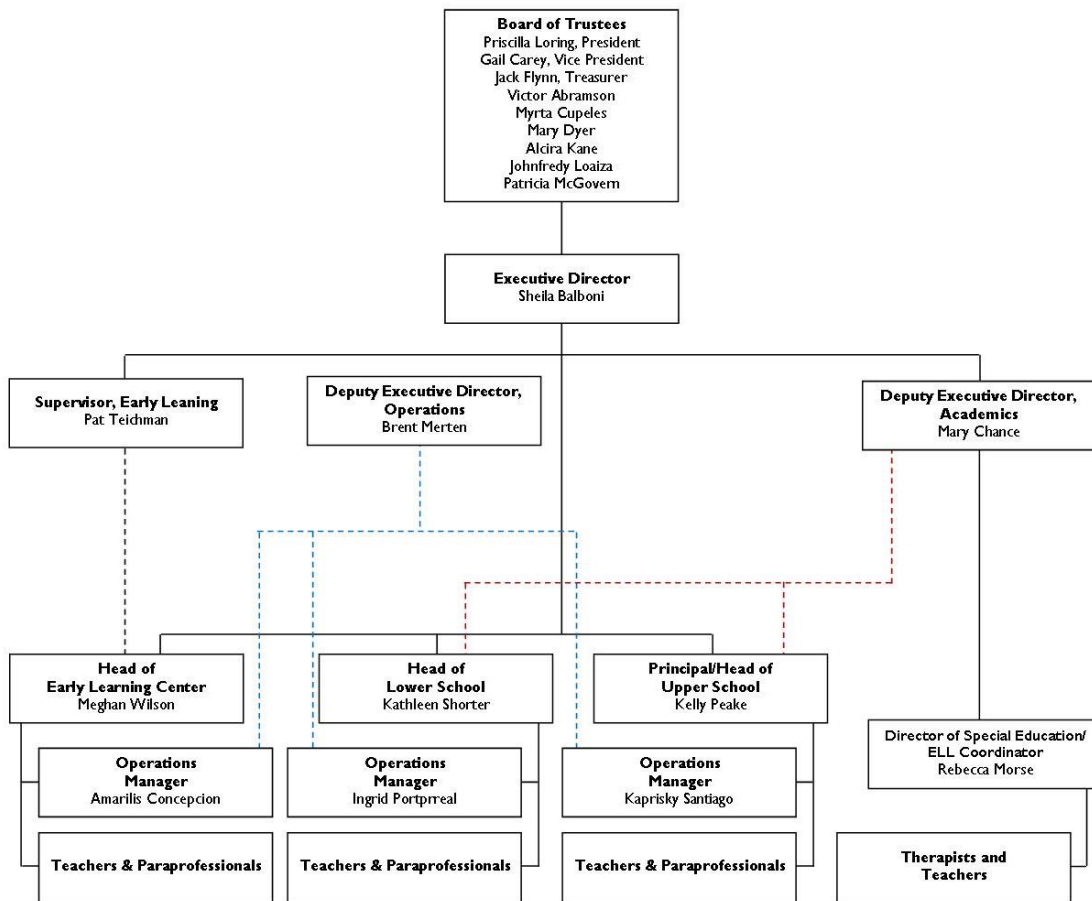 Board of Trustees
Priscilla Loring, President
Gail Carey, Vice President
Jack Flynn, Treasurer
Victor Abramson
Myrta Cupeles
Mary Dyer
Alcira Kane
Johnfredy Loaiza
Patricia McGovern
Executive Director
Sheila Balboni
Supervisor, Early Leaning
Pat Teichman
Deputy Executive Director,
Operations
Brent Merten
Deputy Executive Director,
Academics
Mary Chance
Head of
Early Learning Center
Meghan Wilson
Head of
Lower School
Kathleen Shorter
Principal/Head of
Upper School
Kelly Peake
Director of Special Education/
ELL Coordinator
Rebecca Morse
Operations
Manager
Amarilis Concepcion
Operations
Manager
Ingrid Portprreal
Operations
Manager
Kaprisky Santiago
Teachers & Paraprofessionals
Teachers & Paraprofessionals
Teachers & Paraprofessionals
Therapists and
Teachers